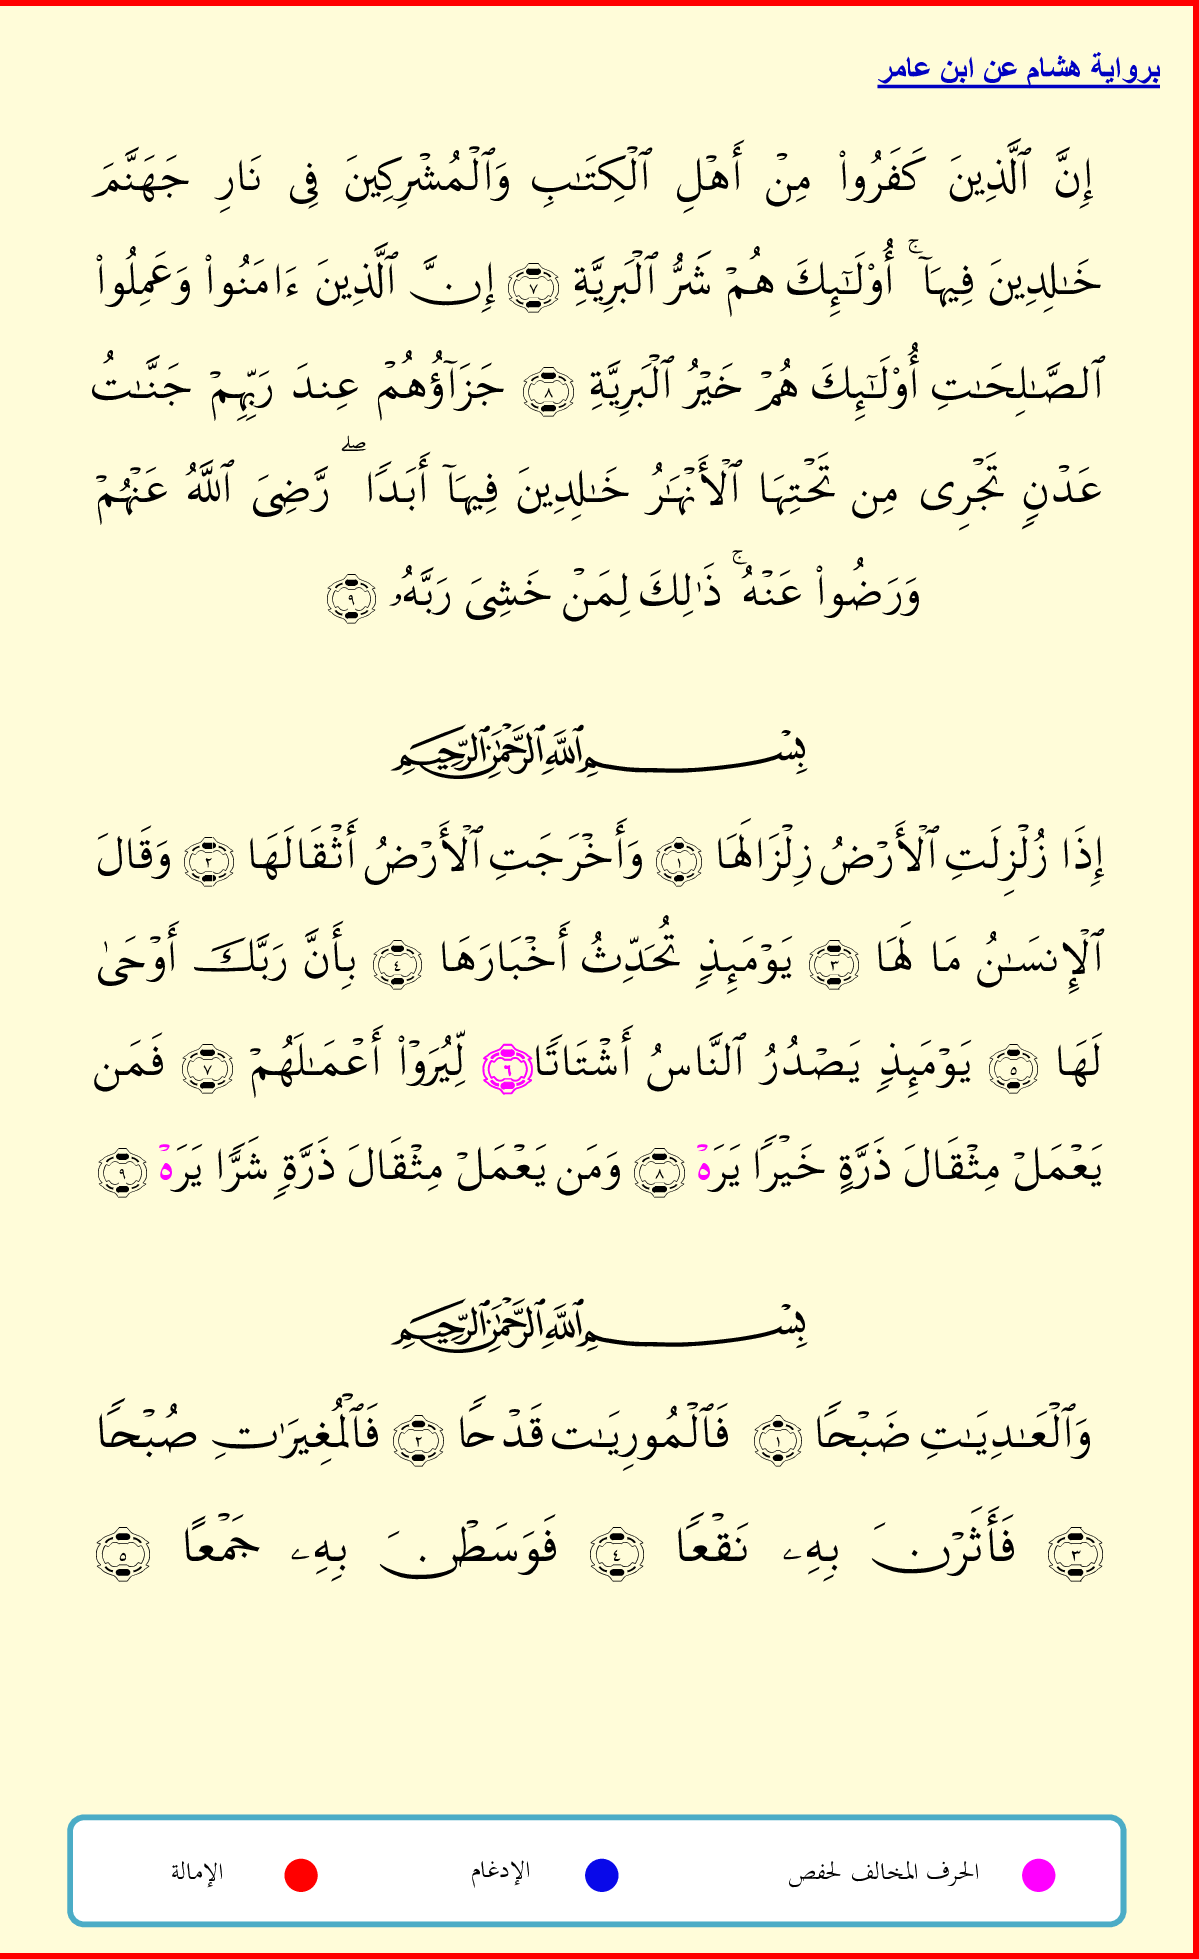 برواية هشام عن ابن عامر
إِنَّ ٱلَّذِينَ كَفَرُوا۟ مِنْ أَهْلِ ٱلْكِتَـٰبِ وَٱلْمُشْرِكِينَ فِى نَارِ جَهَنَّمَ
خَـٰلِدِينَ فِيهَآ ۚ أُو۟لَـٰٓئِكَ هُمْ شَرُّ ٱلْبَرِيَّةِ ٧ إِنَّ ٱلَّذِينَ ءَامَنُوا۟ وَعَمِلُوا۟
ٱلصَّـٰلِحَـٰتِ أُو۟لَـٰٓئِكَ هُمْ خَيْرُ ٱلْبَرِيَّةِ ٨ جَزَآؤُهُمْ عِندَ رَبِّهِمْ جَنَّـٰتُ
عَدْنٍ تَجْرِى مِن تَحْتِهَا ٱلْأَنْهَـٰرُ خَـٰلِدِينَ فِيهَآ أَبَدًا ۖ رَّضِىَ ٱللَّهُ عَنْهُمْ
وَرَضُوا۟ عَنْهُ ۚ ذَٰلِكَ لِمَنْ خَشِىَ رَبَّهُۥ ٩
بِسْمِ ٱللَّهِ ٱلرَّحْمَـٰنِ ٱلرَّحِيمِ
إِذَا زُلْزِلَتِ ٱلْأَرْضُ زِلْزَالَهَا ١ وَأَخْرَجَتِ ٱلْأَرْضُ أَثْقَالَهَا ٢ وَقَالَ
ٱلْإِنسَـٰنُ مَا لَهَا ٣ يَوْمَئِذٍ تُحَدِّثُ أَخْبَارَهَا ٤ بِأَنَّ رَبَّكَ أَوْحَىٰ
لَهَا ٥ يَوْمَئِذٍ يَصْدُرُ ٱلنَّاسُ أَشْتَاتًا ٦ لِّيُرَوْا۟ أَعْمَـٰلَهُمْ ٧ فَمَن
يَعْمَلْ مِثْقَالَ ذَرَّةٍ خَيْرًا يَرَهْ ٨ وَمَن يَعْمَلْ مِثْقَالَ ذَرَّةٍ شَرًّا يَرَهْ ٩
بِسْمِ ٱللَّهِ ٱلرَّحْمَـٰنِ ٱلرَّحِيمِ
وَٱلْعَـٰدِيَـٰتِ ضَبْحًا ١ فَٱلْمُورِيَـٰت قَدْحًا ٢ فَٱلْمُغِيرَٰتِ صُبْحًا
٣ فَأَثَرْنَ بِهِۦ نَقْعًا ٤ فَوَسَطْنَ بِهِۦ جَمْعًا ٥
الحرف المخالف لحفص الإدغام الإمالة